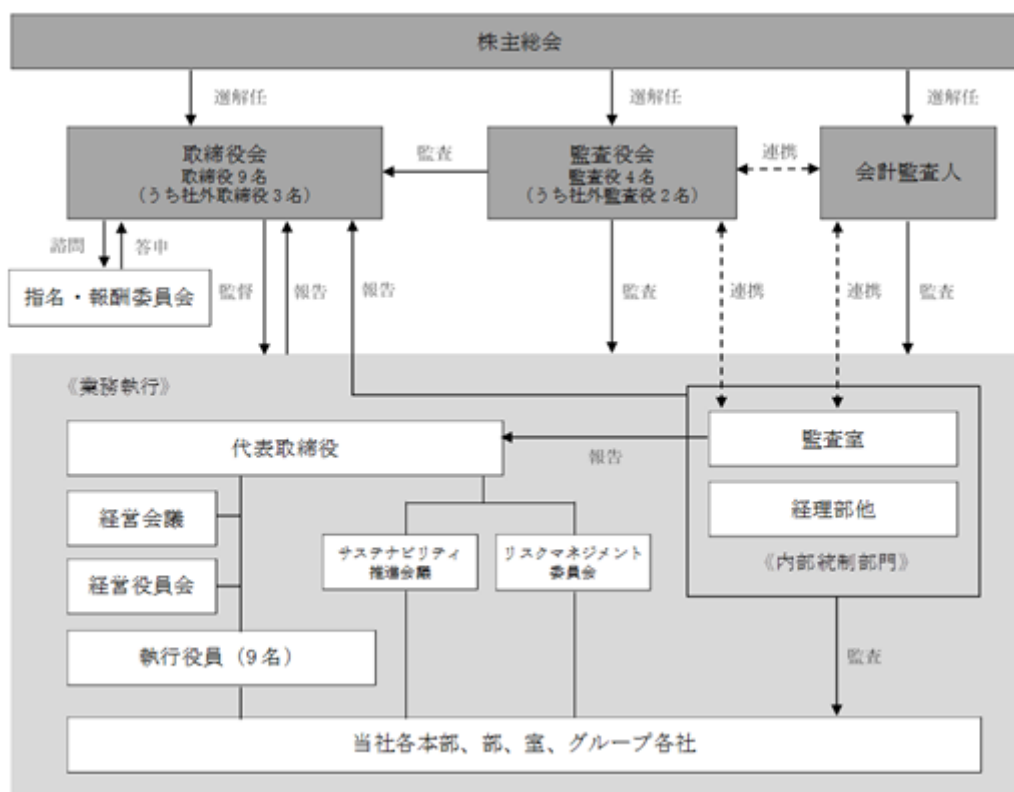 株主総会
選解任
選解任
選解任
取締役会
取締役9名
(うち社外取締役3名)
監査
監査役会
監査役4名
(うち社外監査役2名)
連携
会計監査人
諮問
答申
指名・報酬委員会
監督
報告
報告
監査
連携
連携
監査
《業務執行》
代表取締役
報告
監査室
経理部他
《内部統制部門》
経営会議
経営役員会
サステナビリティ
推進会議
リスクマネジメント
委員会
執行役員(9名)
監査
当社各本部、部、室、グループ各社